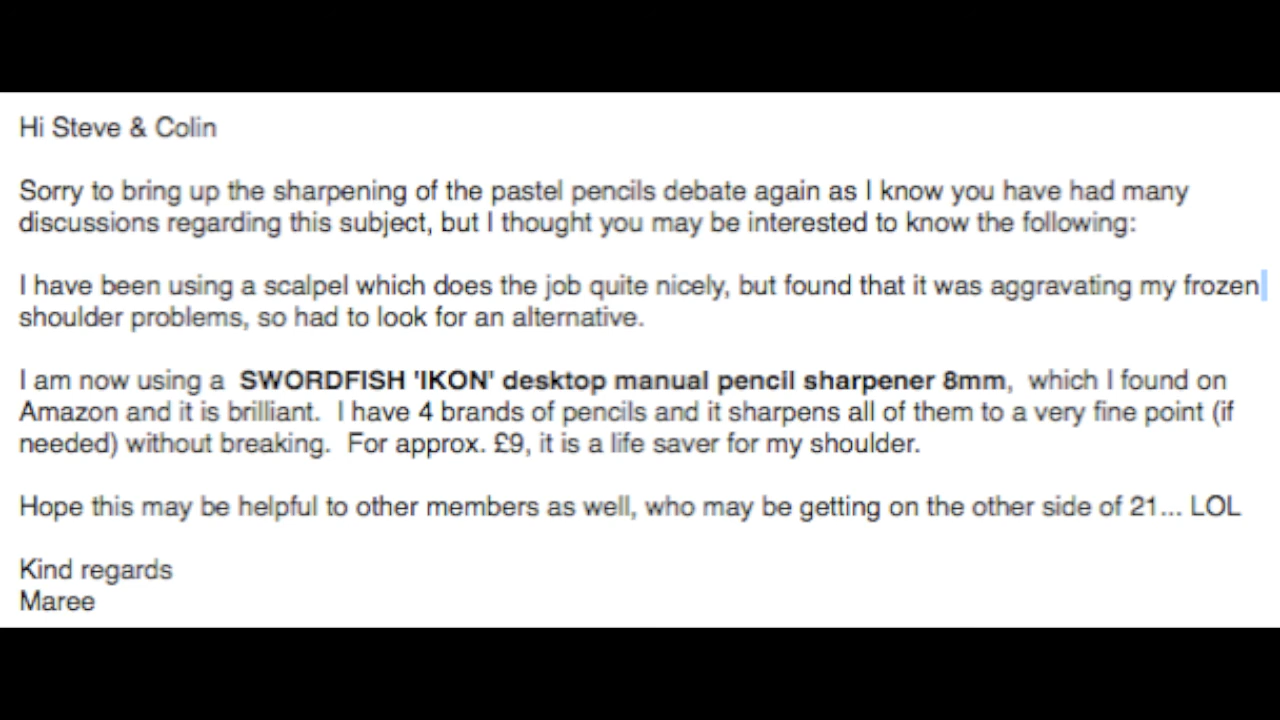 Hi Steve & Colin
Sorry to bring up the sharpening of the pastel pencils debate again as I know you have had many
discussions regarding this subject, but I thought you may be interested to know the following:
I have been using a scalpel which does the job quite nicely, but found that it was aggravating my frozen
shoulder problems, so had to look for an alternative.
I am now using a  SWORDFISH 'IKON' desktop manual pencil sharpener 8mm,  which I found on
Amazon and it is brilliant.  I have 4 brands of pencils and it sharpens all of them to a very fine point (if
needed) without breaking.  For approx. £9, it is a life saver for my shoulder.
Hope this may be helpful to other members as well, who may be getting on the other side of 21... LOL
Kind regards
Maree